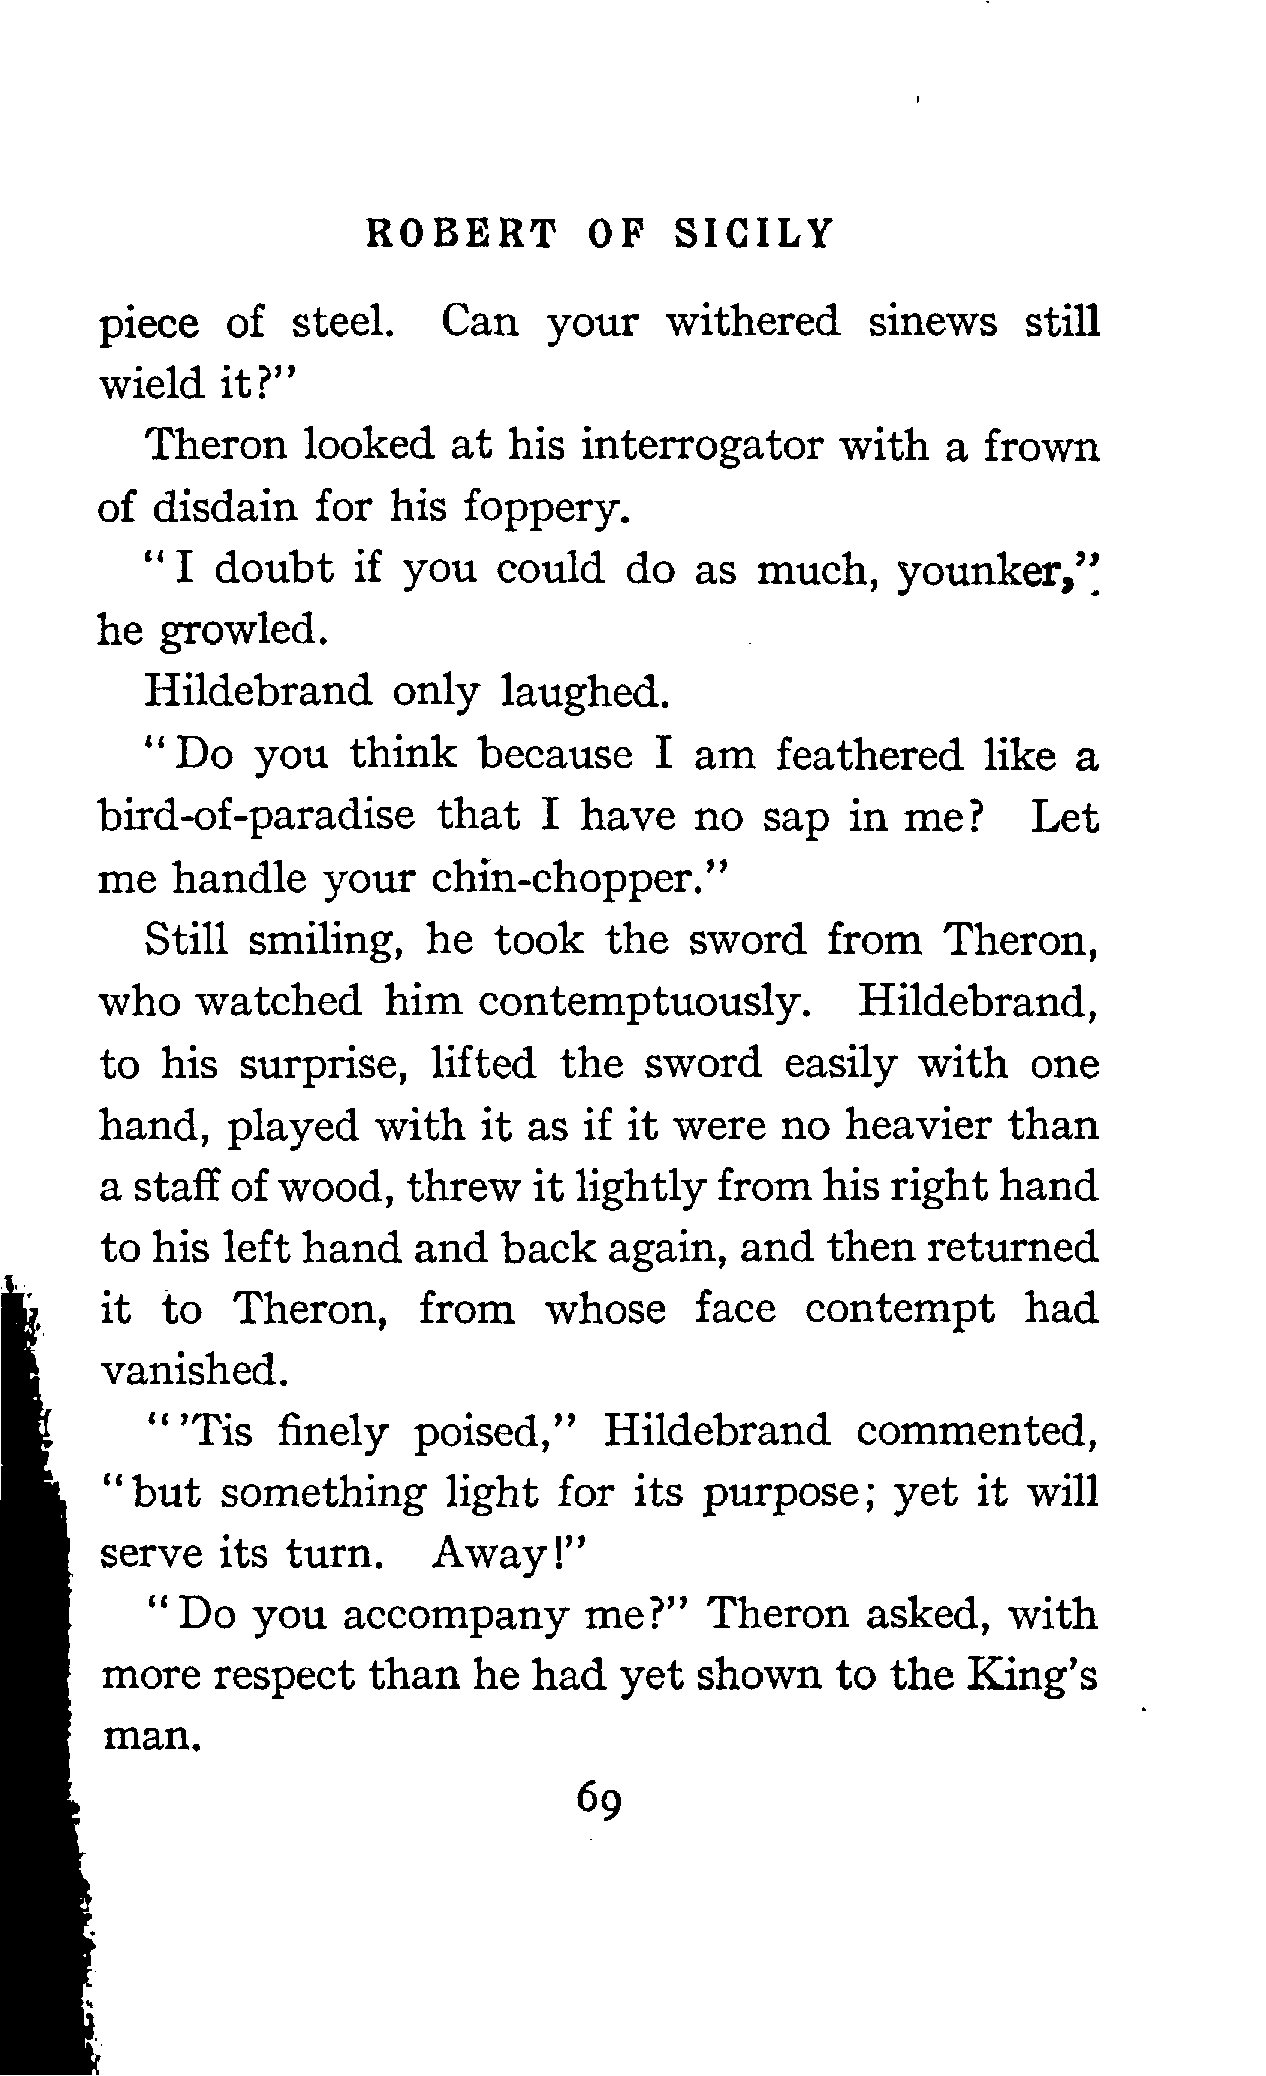 ROBERT OF SICILY
piece of steel. Can your withered sinews still
wield it?"
Theron looked at his interrogator with a frown
of disdain for his foppery.
"I doubt if you could do as much, younker,"
he growled.
Hildebrand only laughed.
"Do you think because I am feathered like a
bird-of-paradise that I have no sap in me? Let
me handle your chin-chopper."
Still smiling, he took the sword from Theron,
who watched him contemptuously. Hildebrand,
to his surprise, lifted the sword easily with one
hand, played with it as if it were no heavier than
a staff of wood, threw it lightly from his right hand
to his left hand and back again, and then returned
it to Theron, from whose face contempt had
vanished.
"'Tis finely poised," Hildebrand commented,
"but something light for its purpose; yet it will
serve its turn. Away!"
"Do you accompany me?" Theron asked, with
more respect than he had yet shown to the King's
man.
69